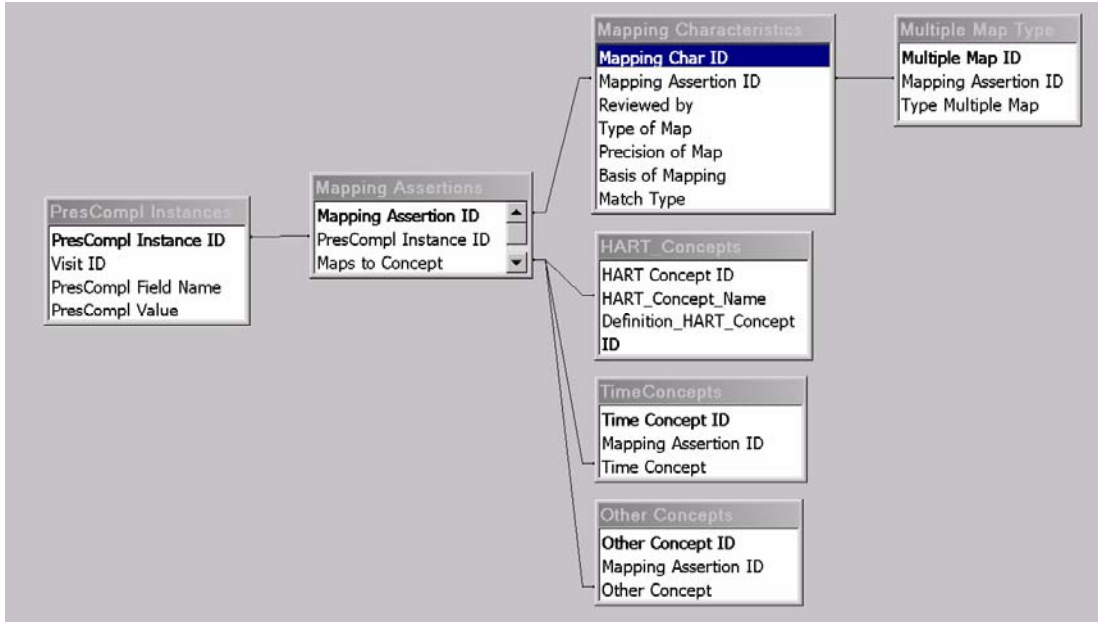 PresCompl Instances
PresCompl Instance ID
Visit ID
PresCompl Field Name
PresCompl Value
Mapping Assertions
Mapping Assertion ID
PresCompl Instance ID
Maps to Concept
Mapping Characteristics
Mapping Char ID
Mapping Assertion ID
Reviewed by
Type of Map
Precision of Map
Basis of Mapping
Match Type
Multiple Map Type
Multiple Map ID
Mapping Assertion ID
Type Multiple Map
HART_Concepts
HART Concept ID
HART_Concept_Name
Definition_HART_Concept
ID
TimeConcepts
Time Concept ID
Mapping Assertion ID
Time Concept
Other Concepts
Other Concept ID
Mapping Assertion ID
Other Concept